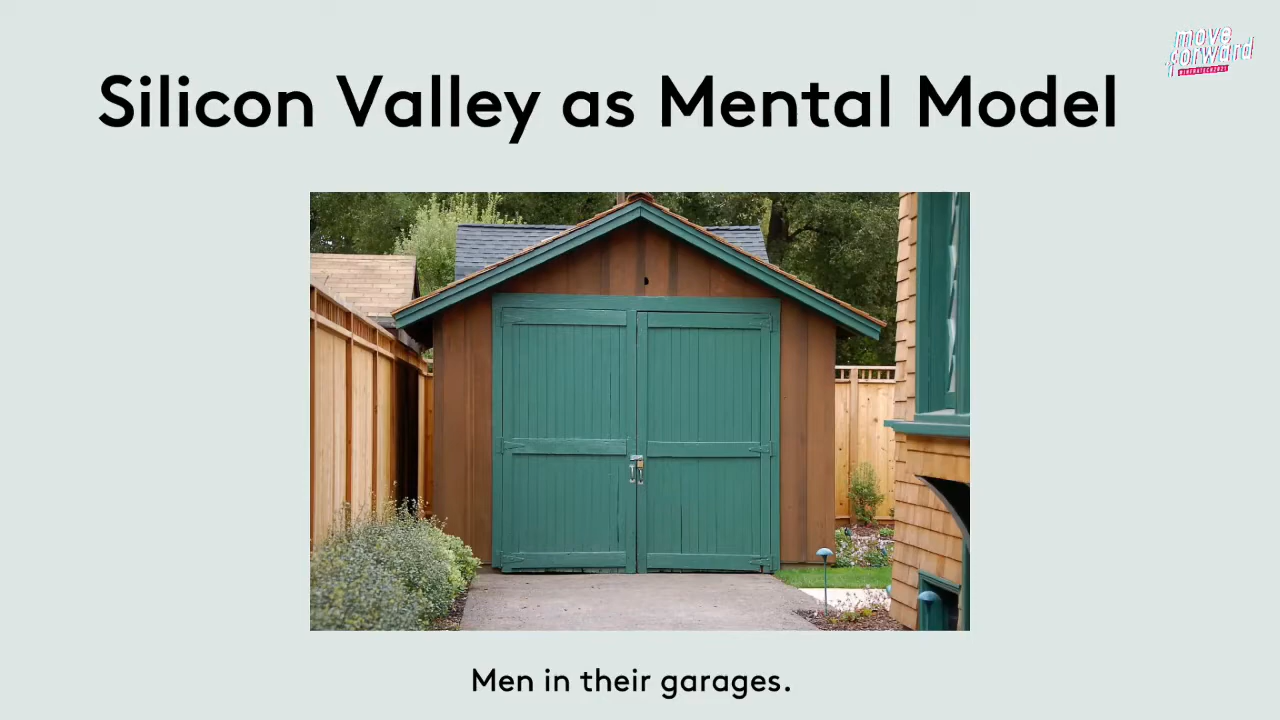 move
forward
Silicon Valley as Mental Model
Men in their garages.